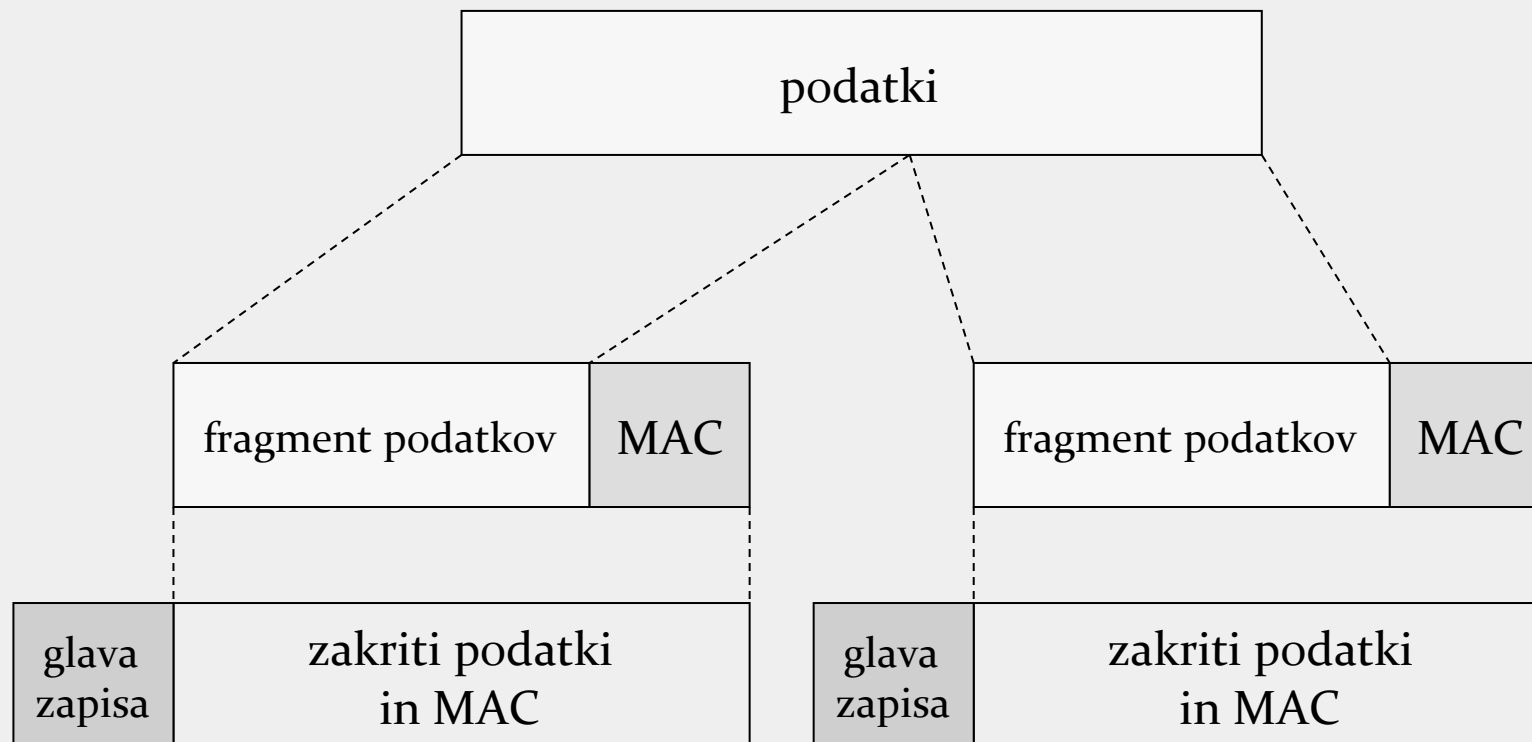 podatki
fragment podatkov
MAC
fragment podatkov
MAC
glava
zapisa
zakriti podatki
in MAC
glava
zapisa
zakriti podatki
in MAC